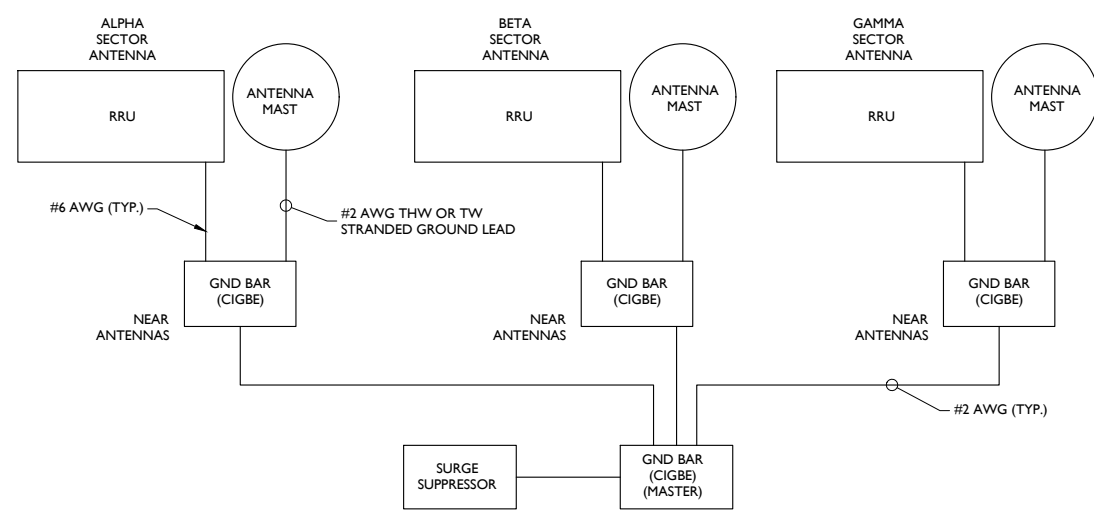 ALPHA
SECTOR
ANTENNA
BETA
SECTOR
ANTENNA
GAMMA
SECTOR
ANTENNA
RRU
ANTENNA
MAST
RRU
ANTENNA
MAST
RRU
ANTENNA
MAST
#6 AWG (TYP.)
#2 AWG THW OR TW
STRANDED GROUND LEAD
GND BAR
(CIGBE)
GND BAR
(CIGBE)
GND BAR
(CIGBE)
NEAR
ANTENNAS
NEAR
ANTENNAS
NEAR
ANTENNAS
#2 AWG (TYP.)
SURGE
SUPPRESSOR
GND BAR
(CIGBE)
(MASTER)